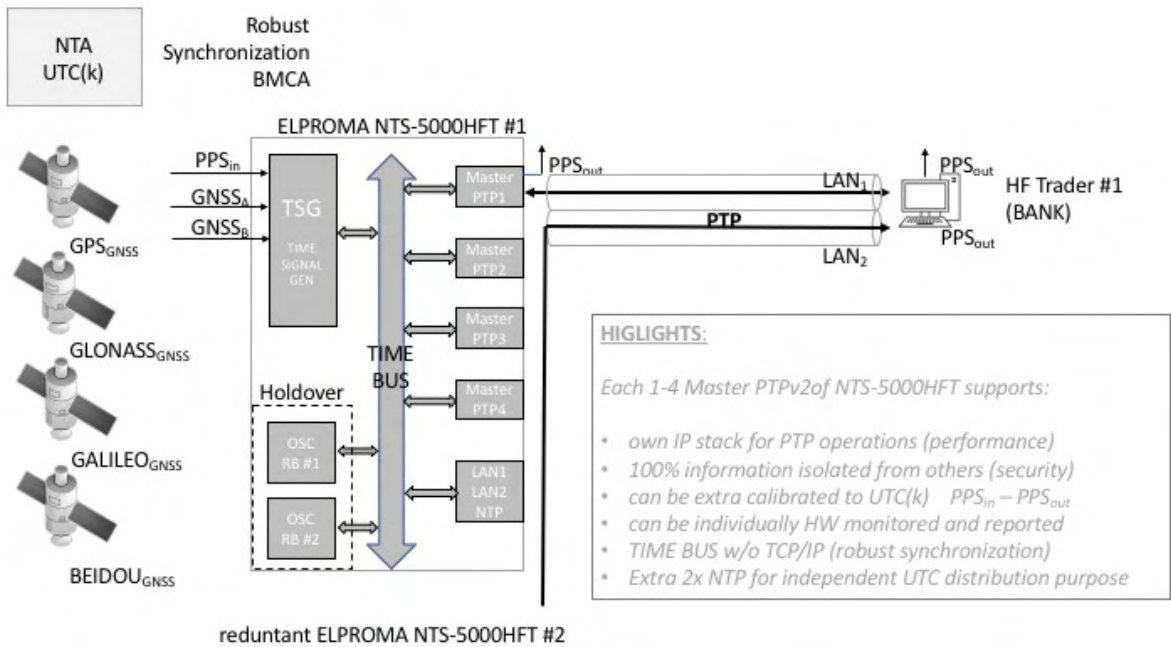 NTA
UTC(k)
Robust
Synchronization
BMCA
ELPROMA NTS-5000HFT #1
PPSin
GNSSA
GNSSB
TSG
TIME
SIGNAL
GEN
TIME
BUS
Holdover
OSC
RB #1
OSC
RB #2
Master
PTP1
Master
PTP2
Master
PTP3
Master
PTP4
LAN1
LAN2
NTP
GPSGNSS
GLONASSGNSS
GALILEOGNSS
BEIDOUGNSS
PPSout
LAN1
PTP
LAN2
PPSout
PPSout
HF Trader #1
(BANK)
HIGLIGHTS:
Each 1-4 Master PTPv2of NTS-5000HFT supports:
• own IP stack for PTP operations (performance)
• 100% information isolated from others (security)
• can be extra calibrated to UTC(k) PPSin – PPSout
• can be individually HW monitored and reported
• TIME BUS w/o TCP/IP (robust synchronization)
• Extra 2x NTP for independent UTC distribution purpose
reduntant ELPROMA NTS-5000HFT #2